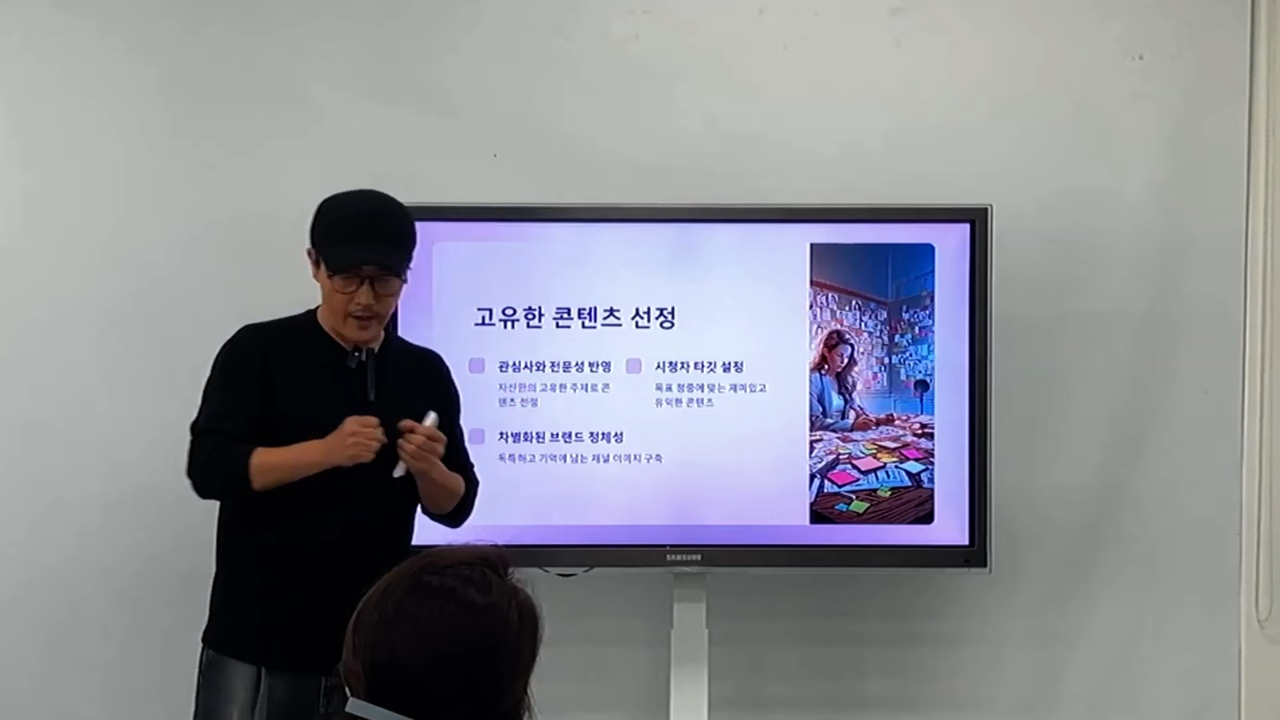 고유한 콘텐츠 선정
관심사와 전문성 반영
자신만의 고유한 주제로 콘
텐츠 선정
시청자 타깃 설정
목표 청중에 맞는 재미있고
유익한 콘텐츠
차별화된 브랜드 정체성
독특하고 기억에 남는 채널 이미지 구축
SAMSUNG